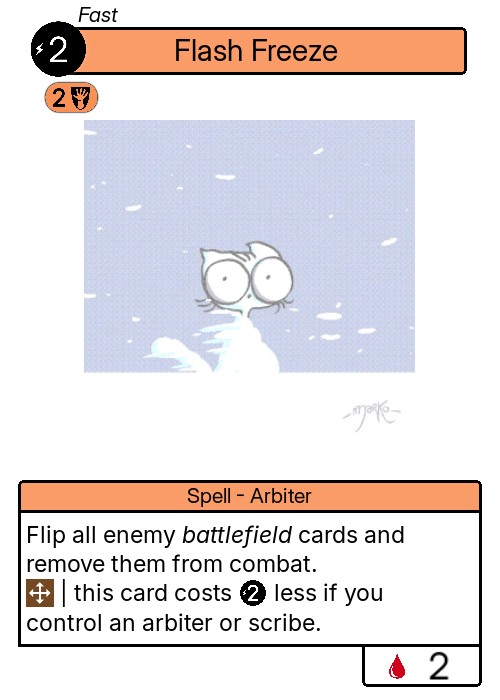 Fast
2 Flash Freeze
2
marko
Spell - Arbiter
Flip all enemy battlefield cards and
remove them from combat.
| this card costs 2 less if you
control an arbiter or scribe.
2